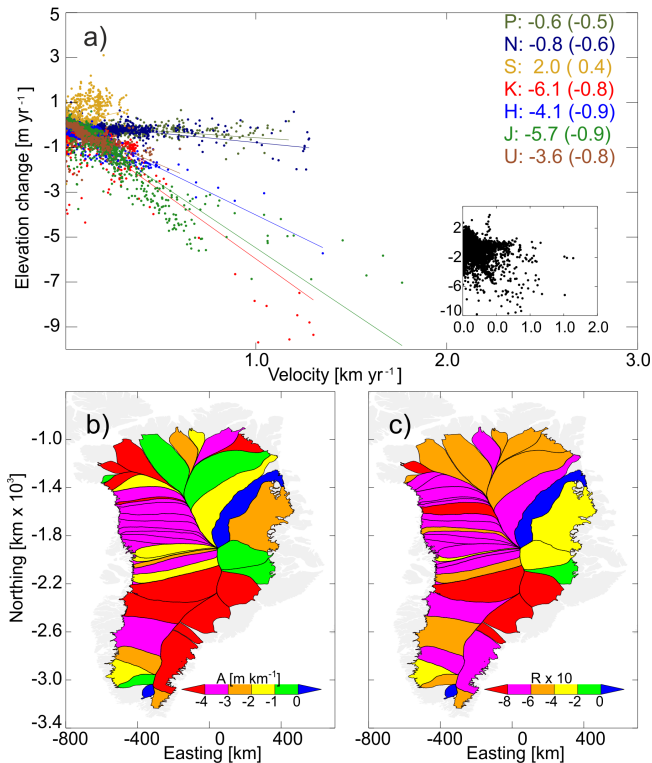 a)
P: -0.6 (-0.5)
N: -0.8 (-0.6)
S: 2.0 ( 0.4)
K: -6.1 (-0.8)
H: -4.1 (-0.9)
J: -5.7 (-0.9)
U: -3.6 (-0.8)
5
3
1
-1
-3
-5
-7
-9
Elevation change [m yr⁻¹]
2
-2
-6
-10
0.0 0.4 0.8 1.2 2.0
1.0 2.0 3.0
Velocity [km yr⁻¹]
b)
c)
-1.0
-1.4
-1.8
-2.2
-2.6
-3.0
-3.4
Northing [km x 10³]
A [m km⁻¹]
-4 -3 -2 -1 0
R x 10
-8 -6 -4 -2 0
-800 -400 0 400
-800 -400 0 400
Easting [km]
Easting [km]